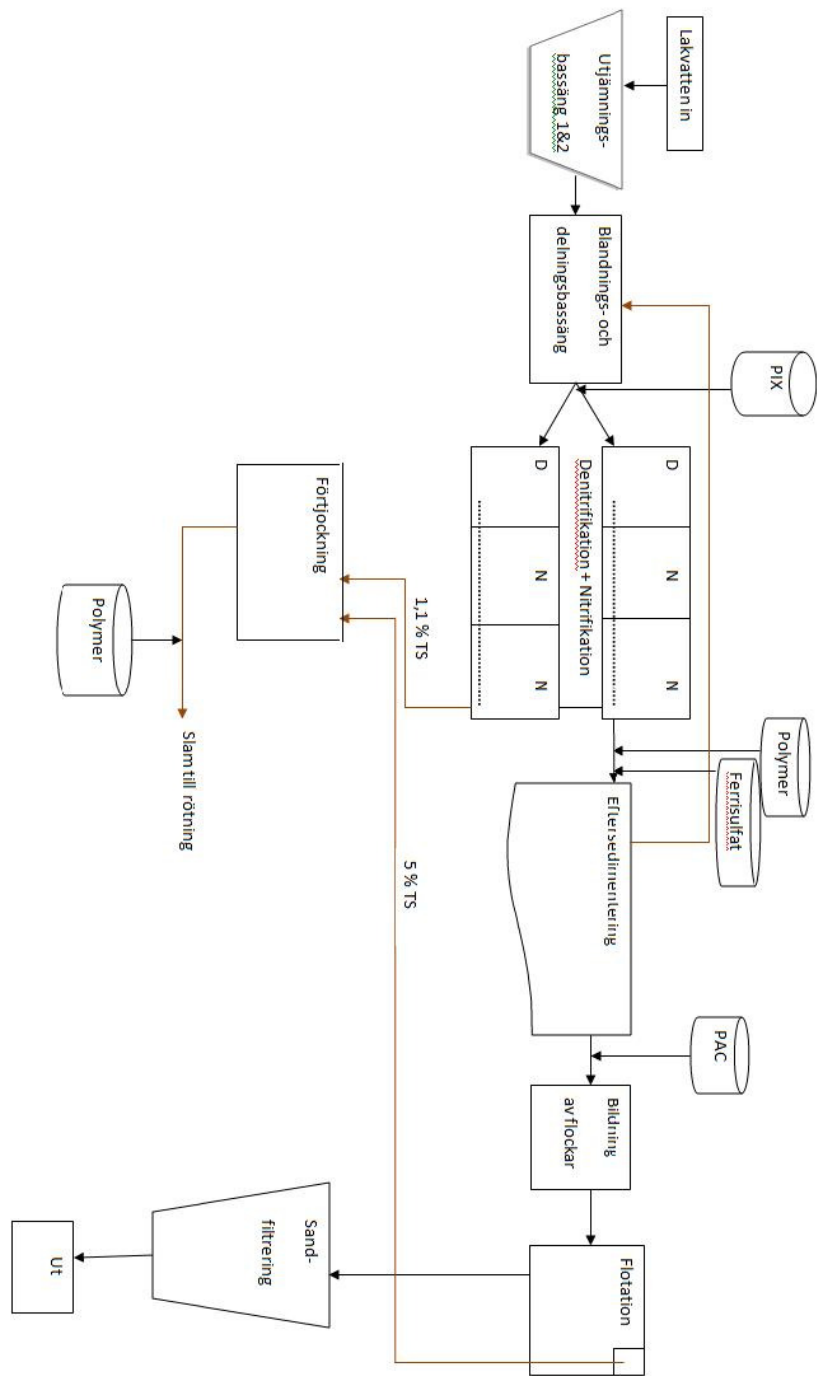 Lakvatten in
Utjämnings-
bassäng 1&2
Blandnings- och
delningsbassäng
PIX
D
N
N
Denitrifikation + Nitrifikation
D
N
N
Polymer
Ferrisulfat
Eftersedimentering
PAC
Bildning
av flockar
Flotation
1,1 % TS
5 % TS
Förtjockning
Polymer
Slam till rötning
Sand-
filtrering
Ut